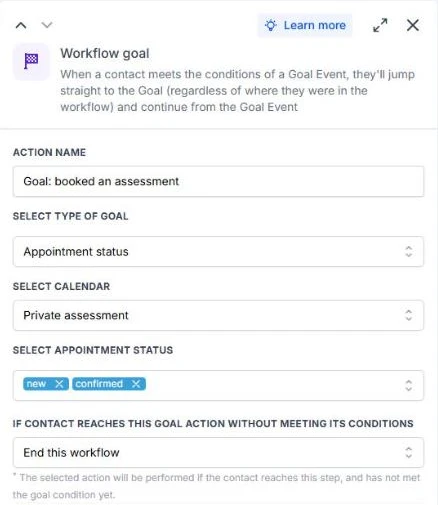 Learn more
Workflow goal
When a contact meets the conditions of a Goal Event, they'll jump
straight to the Goal (regardless of where they were in the
workflow) and continue from the Goal Event
ACTION NAME
Goal: booked an assessment
SELECT TYPE OF GOAL
Appointment status
SELECT CALENDAR
Private assessment
SELECT APPOINTMENT STATUS
new confirmed
IF CONTACT REACHES THIS GOAL ACTION WITHOUT MEETING ITS CONDITIONS
End this workflow
* The selected action will be performed if the contact reaches this step, and has not met
the goal condition yet.